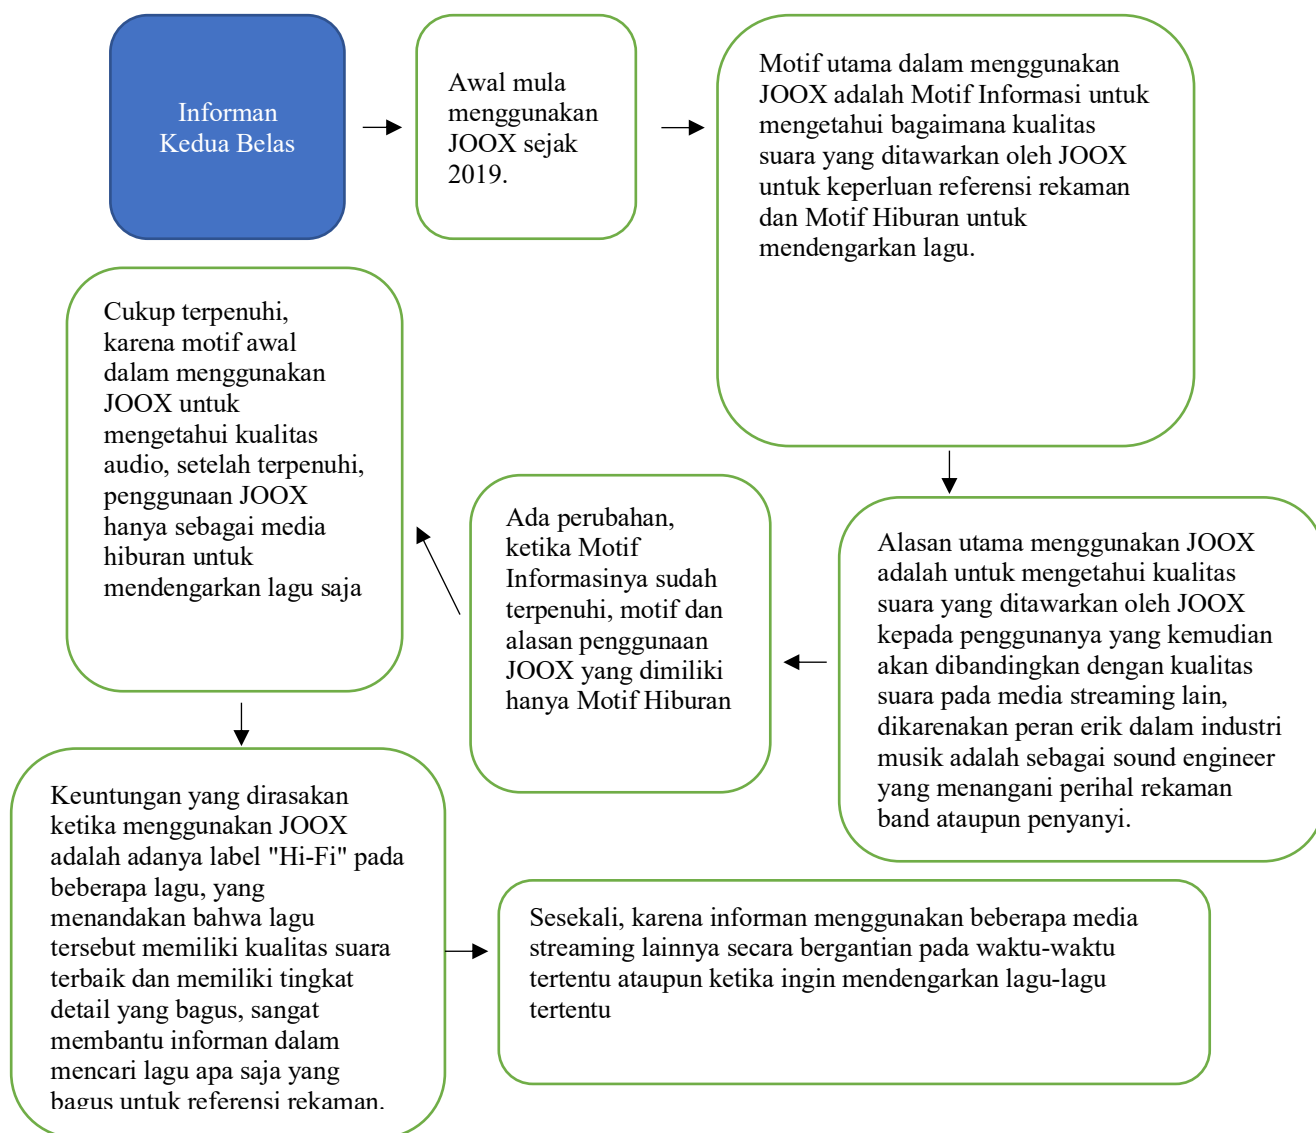 Informan
Kedua Belas
Awal mula
menggunakan
JOOX sejak
2019.
Motif utama dalam menggunakan
JOOX adalah Motif Informasi untuk
mengetahui bagaimana kualitas
suara yang ditawarkan oleh JOOX
untuk keperluan referensi rekaman
dan Motif Hiburan untuk
mendengarkan lagu.
Alasan utama menggunakan JOOX
adalah untuk mengetahui kualitas
suara yang ditawarkan oleh JOOX
kepada penggunanya yang kemudian
akan dibandingkan dengan kualitas
suara pada media streaming lain,
dikarenakan peran erik dalam industri
musik adalah sebagai sound engineer
yang menangani perihal rekaman
band ataupun penyanyi.
Ada perubahan,
ketika Motif
Informasinya sudah
terpenuhi, motif dan
alasan penggunaan
JOOX yang dimiliki
hanya Motif Hiburan
Cukup terpenuhi,
karena motif awal
dalam menggunakan
JOOX untuk
mengetahui kualitas
audio, setelah terpenuhi,
penggunaan JOOX
hanya sebagai media
hiburan untuk
mendengarkan lagu saja
Keuntungan yang dirasakan
ketika menggunakan JOOX
adalah adanya label "Hi-Fi" pada
beberapa lagu, yang
menandakan bahwa lagu
tersebut memiliki kualitas suara
terbaik dan memiliki tingkat
detail yang bagus, sangat
membantu informan dalam
mencari lagu apa saja yang
bagus untuk referensi rekaman.
Sesekali, karena informan menggunakan beberapa media
streaming lainnya secara bergantian pada waktu-waktu
tertentu ataupun ketika ingin mendengarkan lagu-lagu
tertentu